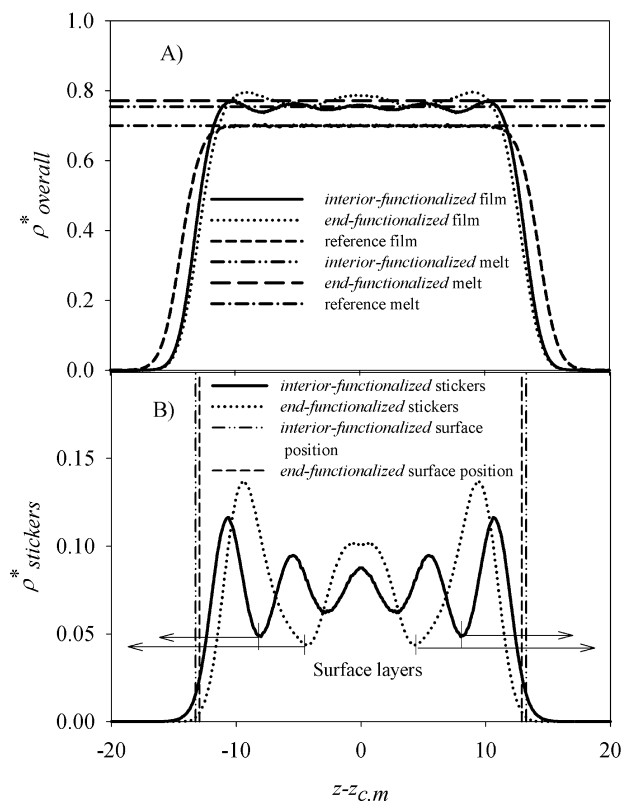 A)
1.0
0.8
0.6
0.4
0.2
0.0
ρ*overall
interior-functionalized film
end-functionalized film
reference film
interior-functionalized melt
end-functionalized melt
reference melt
B)
0.15
0.10
0.05
0.00
ρ*stickers
interior-functionalized stickers
end-functionalized stickers
interior-functionalized surface
position
end-functionalized surface position
Surface layers
-20 -10 0 10 20
z-zc.m